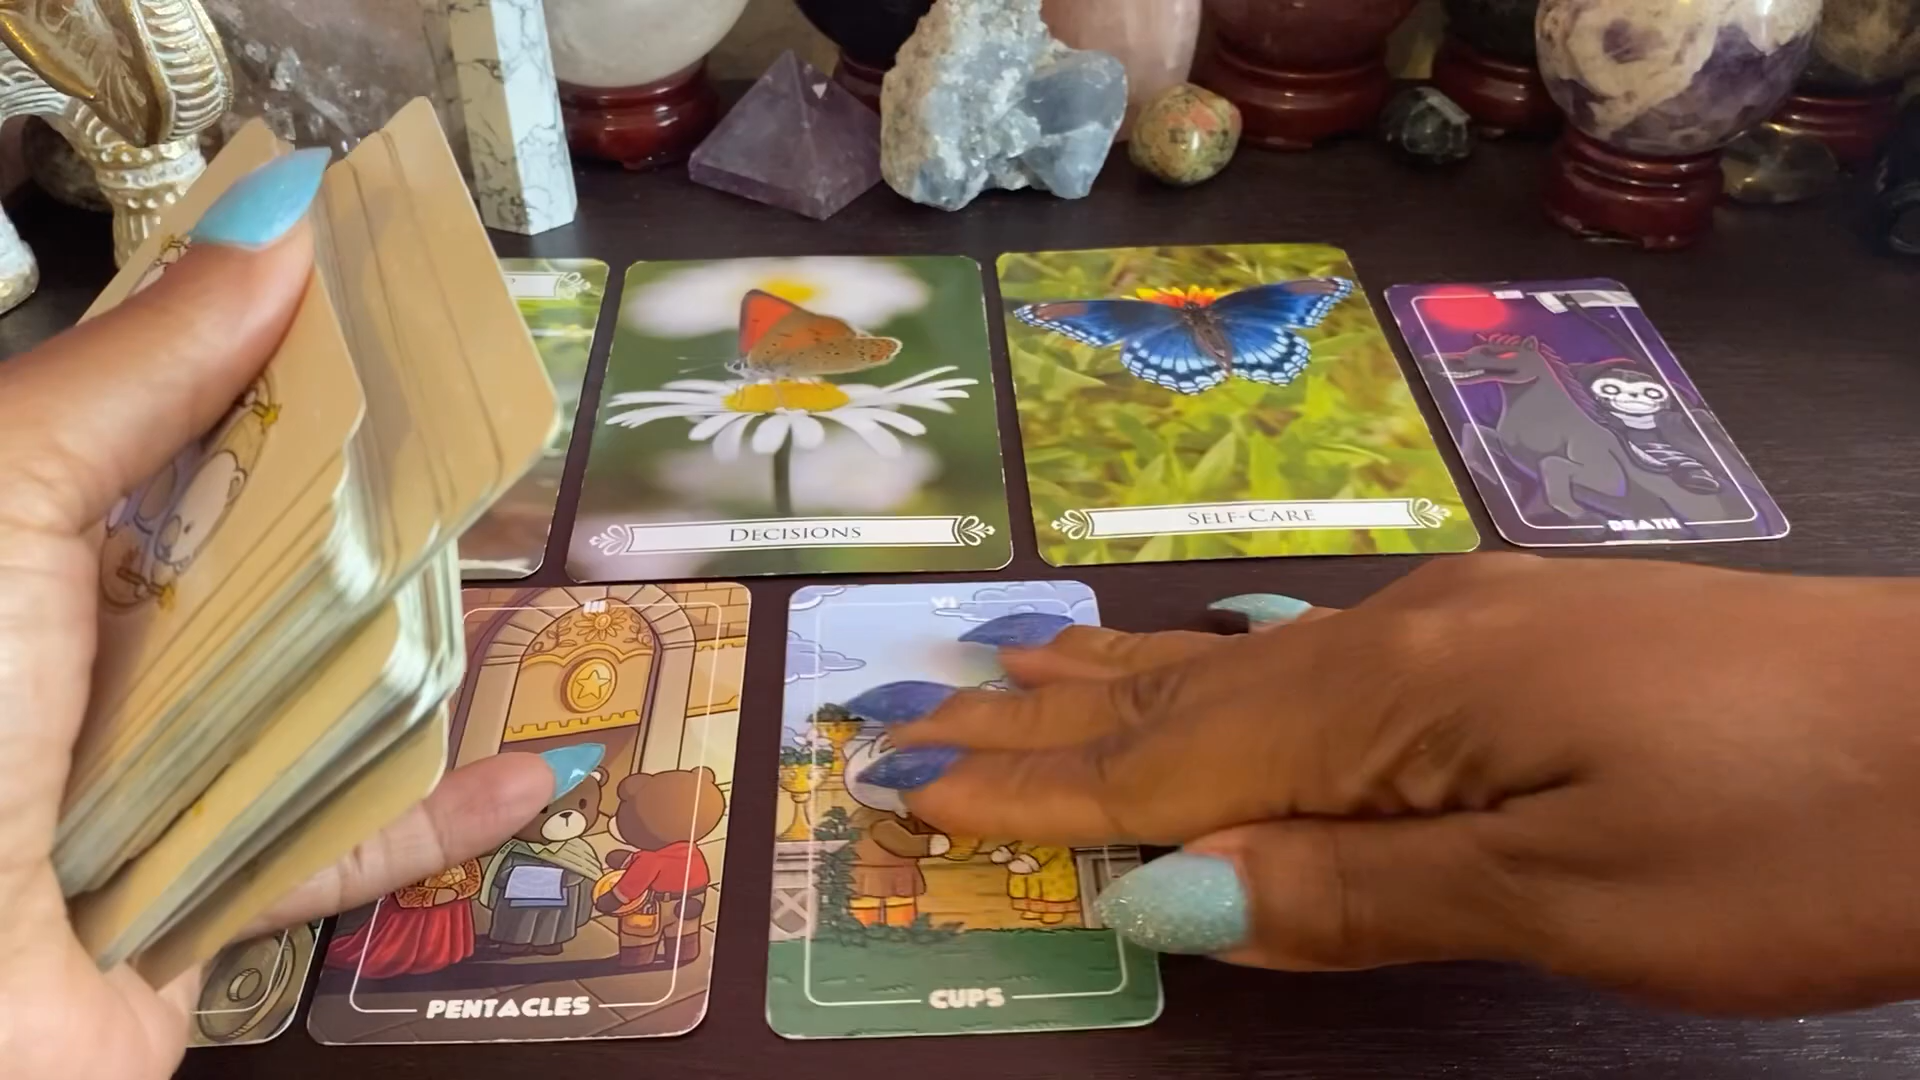 DECISIONS
SELF-CARE
DEATH
III
PENTACLES
VI
CUPS